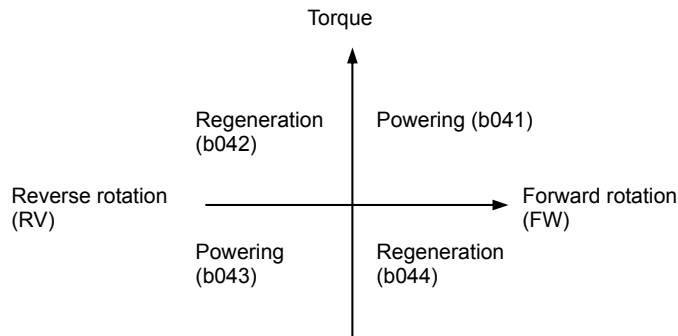 Torque
Regeneration
(b042)
Powering (b041)
Reverse rotation
(RV)
Forward rotation
(FW)
Powering
(b043)
Regeneration
(b044)